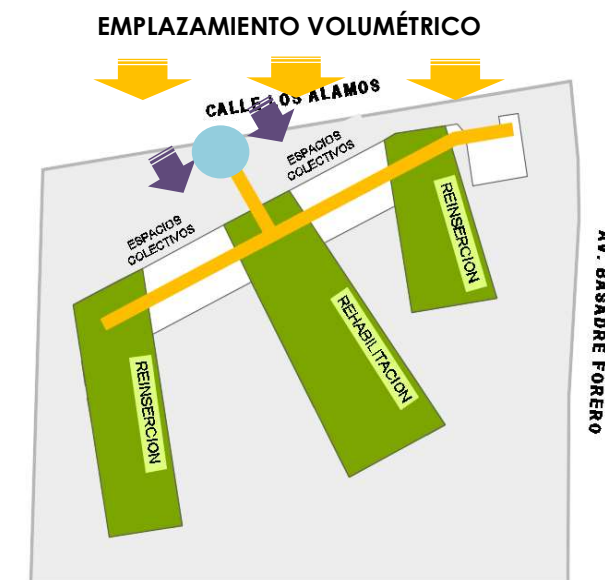 EMPLAZAMIENTO VOLUMÉTRICO
CALLE LOS ALAMOS
ESPACIOS
COLECTIVOS
ESPACIOS
COLECTIVOS
REINSERCION
REHABILITACION
REINSERCION
AV. BASADRE FORERO